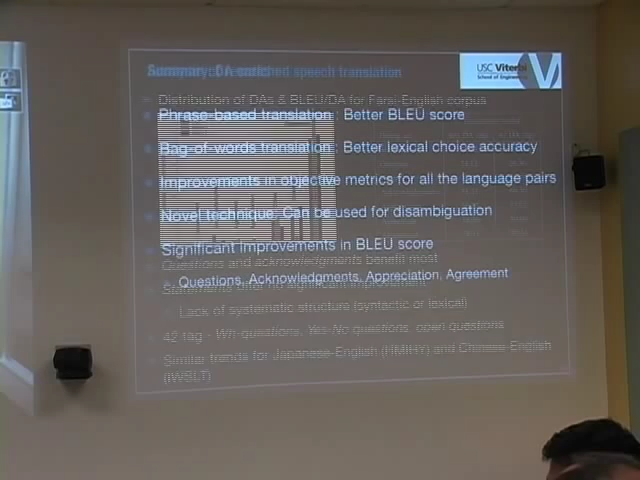 Summary: DA enriched speech translation
USC Viterbi
School of Engineering
Distribution of DAs & BLEU/DA for Farsi-English corpus
Phrase-based translation : Better BLEU score
Bag-of-words translation : Better lexical choice accuracy
Improvements in objective metrics for all the language pairs
Novel technique. Can be used for disambiguation
Significant improvements in BLEU score
Questions and acknowledgments benefit most
Questions, Acknowledgments, Appreciation, Agreement
Statements significant improvement
Lack of systematic structure (syntactic or lexical)
42 tag - Wh-questions, Yes-No questions, open questions
Similar trends for Japanese-English (HMIHY) and Chinese-English
(IWSLT)